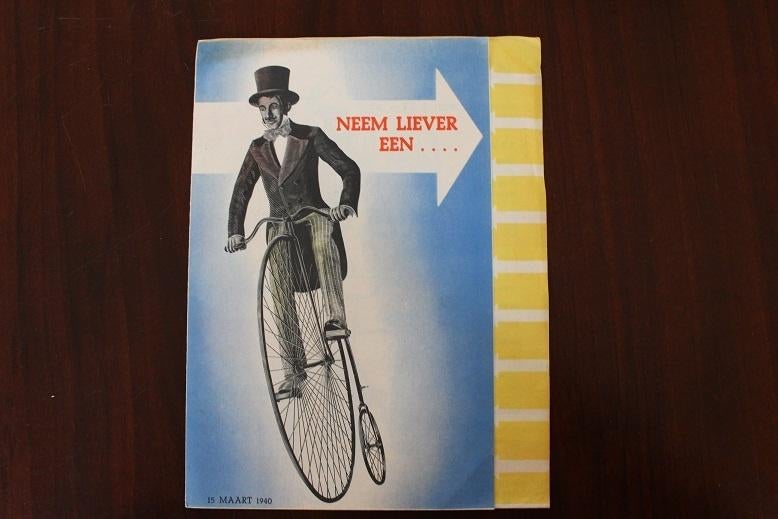 NEEM LIEVER
EEN ....
15 MAART 1940